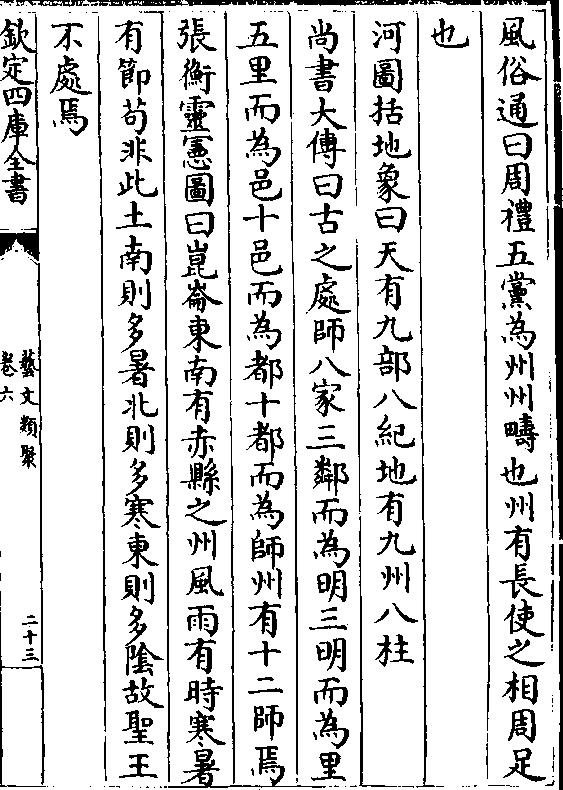 風俗通曰周禮五黨為州州疇也州有長使之相周足
也
河圖括地象曰天有九部八紀地有九州八柱
尚書大傳曰古之處師八家三鄰而為明三明而為里
五里而為邑十邑而為都十都而為師州有十二師焉
張衡靈憲圖曰崑崙東南有赤縣之州風雨有時寒暑
有節苟非此土南則多暑北則多寒東則多陰故聖王
不處焉
欽定四庫全書
藝文類聚
卷六
二十三